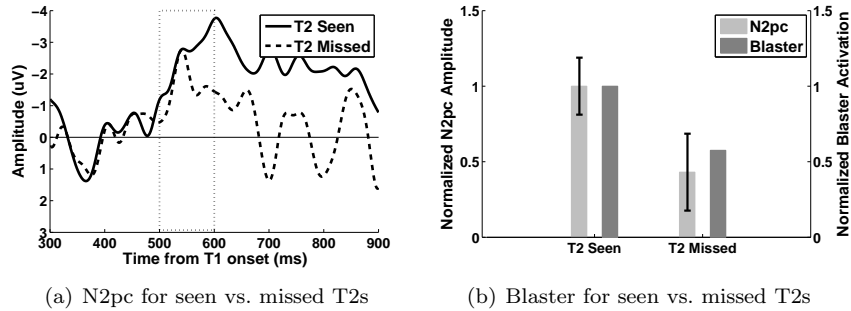 −4
−3
−2
−1
0
1
2
3
Amplitude (uV)
T2 Seen
T2 Missed
300 400 500 600 700 800 900
Time from T1 onset (ms)
(a) N2pc for seen vs. missed T2s
1.5
1
0.5
0
Normalized N2pc Amplitude
N2pc
Blaster
T2 Seen T2 Missed
1.5
1
0.5
0
Normalized Blaster Activation
(b) Blaster for seen vs. missed T2s